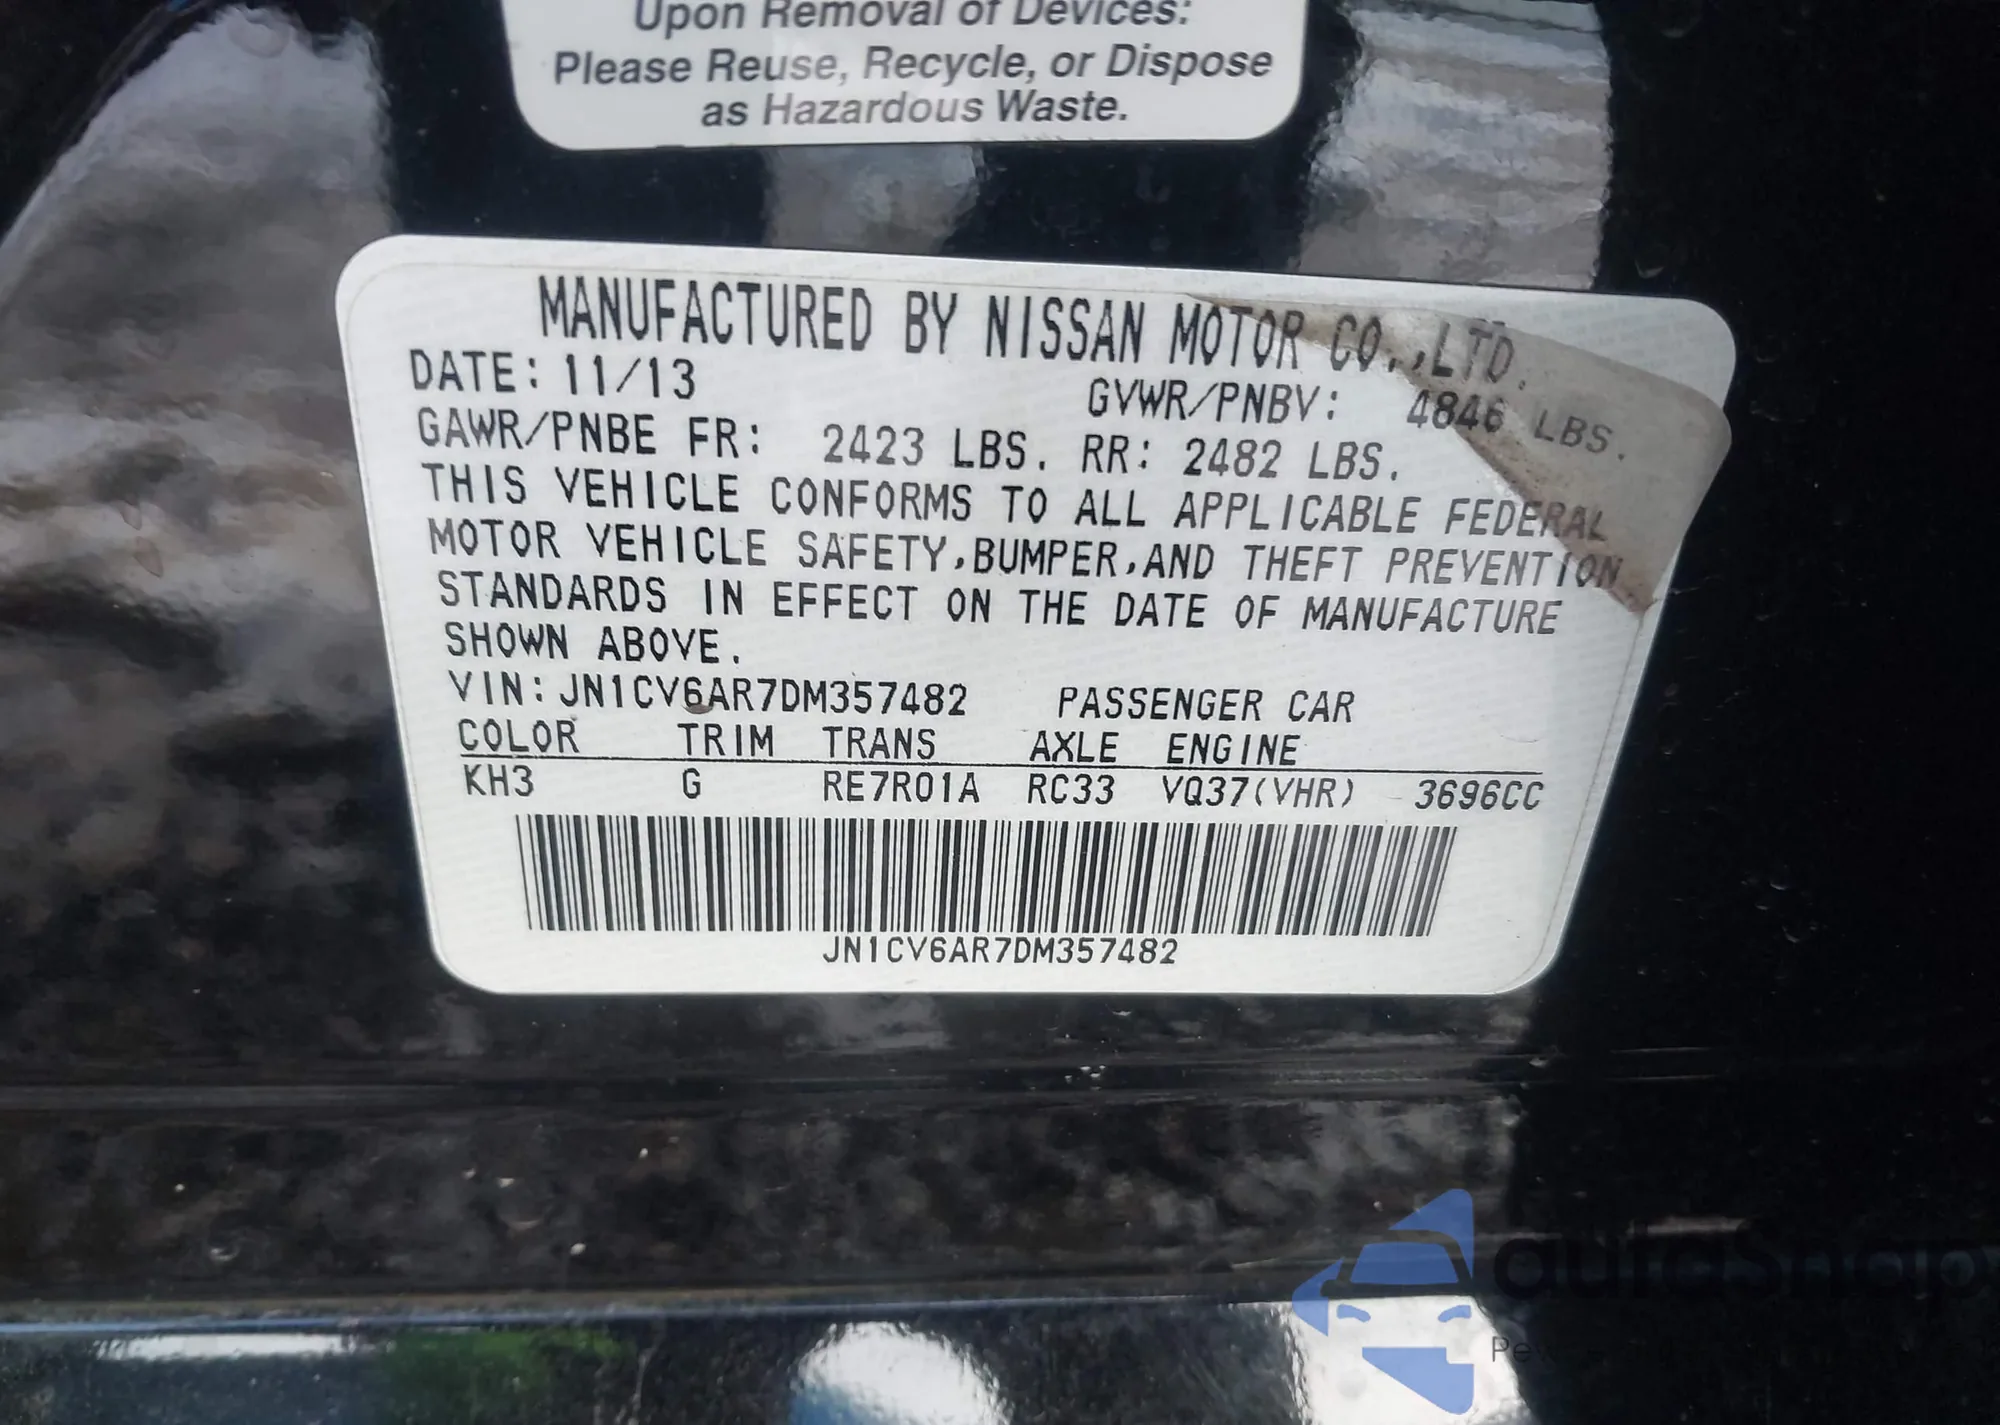 Upon Removal of Devices:
Please Reuse, Recycle, or Dispose
as Hazardous Waste.
MANUFACTURED BY NISSAN MOTOR CO.,LTD.
DATE: 11/13 GVWR/PNBV: 4846 LBS.
GAWR/PNBE FR: 2423 LBS. RR: 2482 LBS.
THIS VEHICLE CONFORMS TO ALL APPLICABLE FEDERAL
MOTOR VEHICLE SAFETY,BUMPER,AND THEFT PREVENTION
STANDARDS IN EFFECT ON THE DATE OF MANUFACTURE
SHOWN ABOVE.
VIN: JN1CV6AR7DM357482 PASSENGER CAR
COLOR TRIM TRANS AXLE ENGINE
KH3 G RE7R01A RC33 VQ37(VHR) 3696CC
JN1CV6AR7DM357482
autoSnap